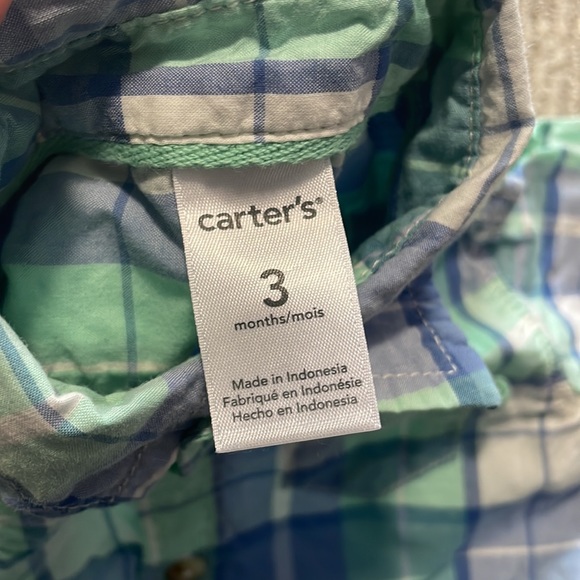 carter's®
3
months/mois
Made in Indonesia
Fabriqué en Indonésie
Hecho en Indonesia